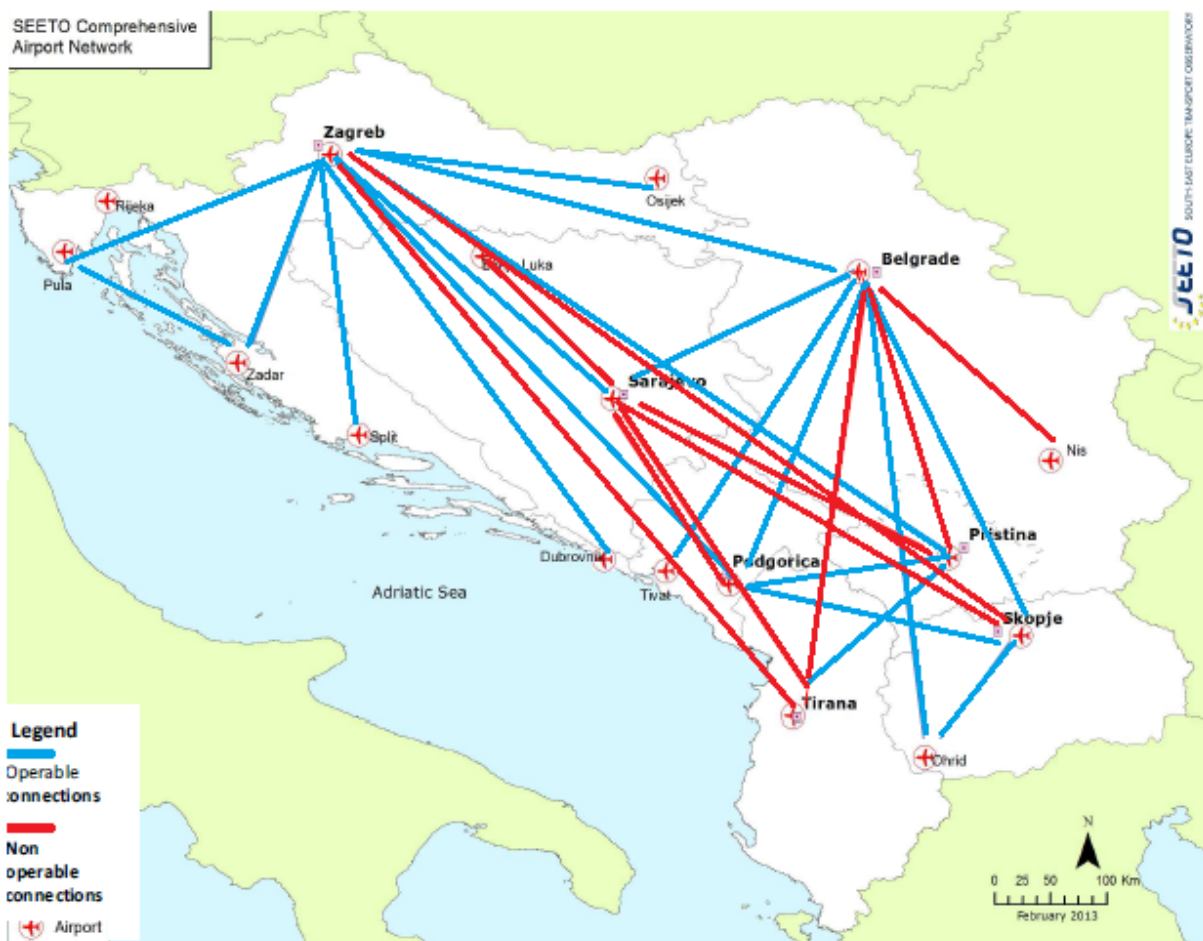 SEETO Comprehensive
Airport Network
SOUTH-EAST EUROPE TRANSPORT OBSERVATORY
SEETO
Zagreb
Rijeka
Osijek
Pula
Luka
Belgrade
Zadar
Sarajevo
Split
Nis
Pristina
Dubrovnik
Tivat
Podgorica
Adriatic Sea
Skopje
Tirana
Ohrid
Legend
Operable
connections
Non
operable
connections
Airport
N
0 25 50 100 Km
February 2013